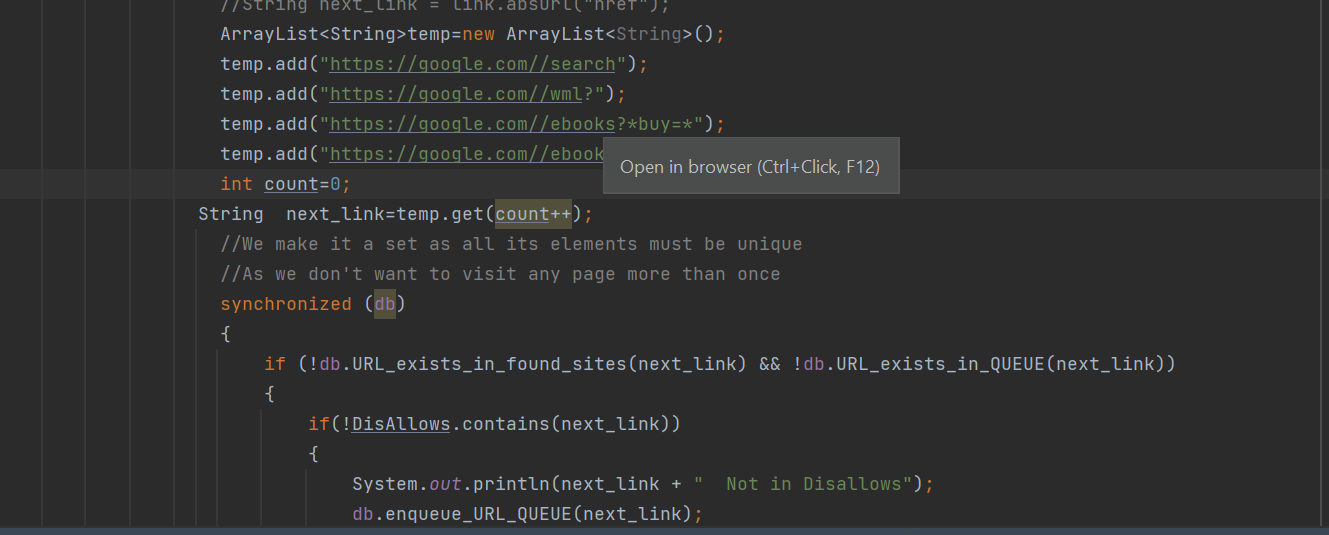 //String next_link = link.absUrl("href");
ArrayList<String>temp=new ArrayList<String>();
temp.add("https://google.com//search");
temp.add("https://google.com//wml?");
temp.add("https://google.com//ebooks?*buy=*");
temp.add("https://google.com//ebook
Open in browser (Ctrl+Click, F12)
int count=0;
String  next_link=temp.get(count++);
//We make it a set as all its elements must be unique
//As we don't want to visit any page more than once
synchronized (db)
{
if (!db.URL_exists_in_found_sites(next_link) && !db.URL_exists_in_QUEUE(next_link))
{
if(!DisAllows.contains(next_link))
{
System.out.println(next_link + "  Not in Disallows");
db.enqueue_URL_QUEUE(next_link);